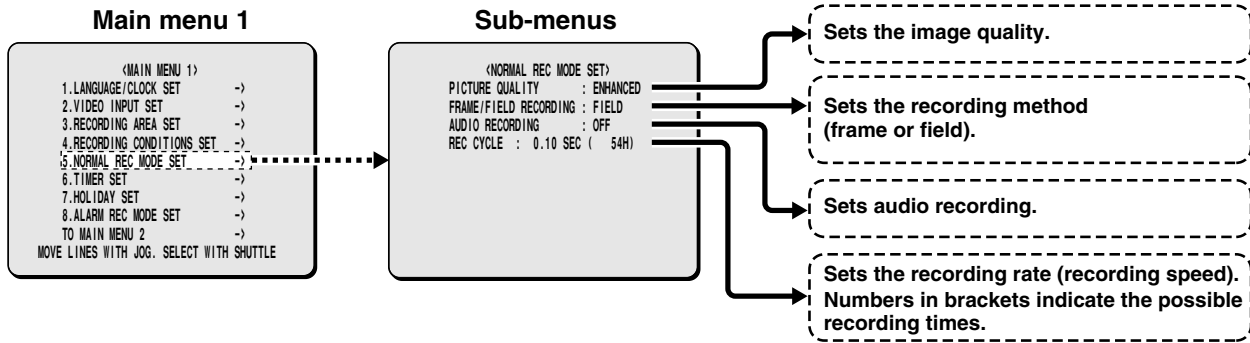 Main menu 1
<MAIN MENU 1>
1.LANGUAGE/CLOCK SET ->
2.VIDEO INPUT SET ->
3.RECORDING AREA SET ->
4.RECORDING CONDITIONS SET ->
5.NORMAL REC MODE SET ->
6.TIMER SET ->
7.HOLIDAY SET ->
8.ALARM REC MODE SET ->
TO MAIN MENU 2 ->
MOVE LINES WITH JOG. SELECT WITH SHUTTLE
Sub-menus
<NORMAL REC MODE SET>
PICTURE QUALITY : ENHANCED
FRAME/FIELD RECORDING : FIELD
AUDIO RECORDING : OFF
REC CYCLE : 0.10 SEC ( 54H)
Sets the image quality.
Sets the recording method
(frame or field).
Sets audio recording.
Sets the recording rate (recording speed).
Numbers in brackets indicate the possible
recording times.